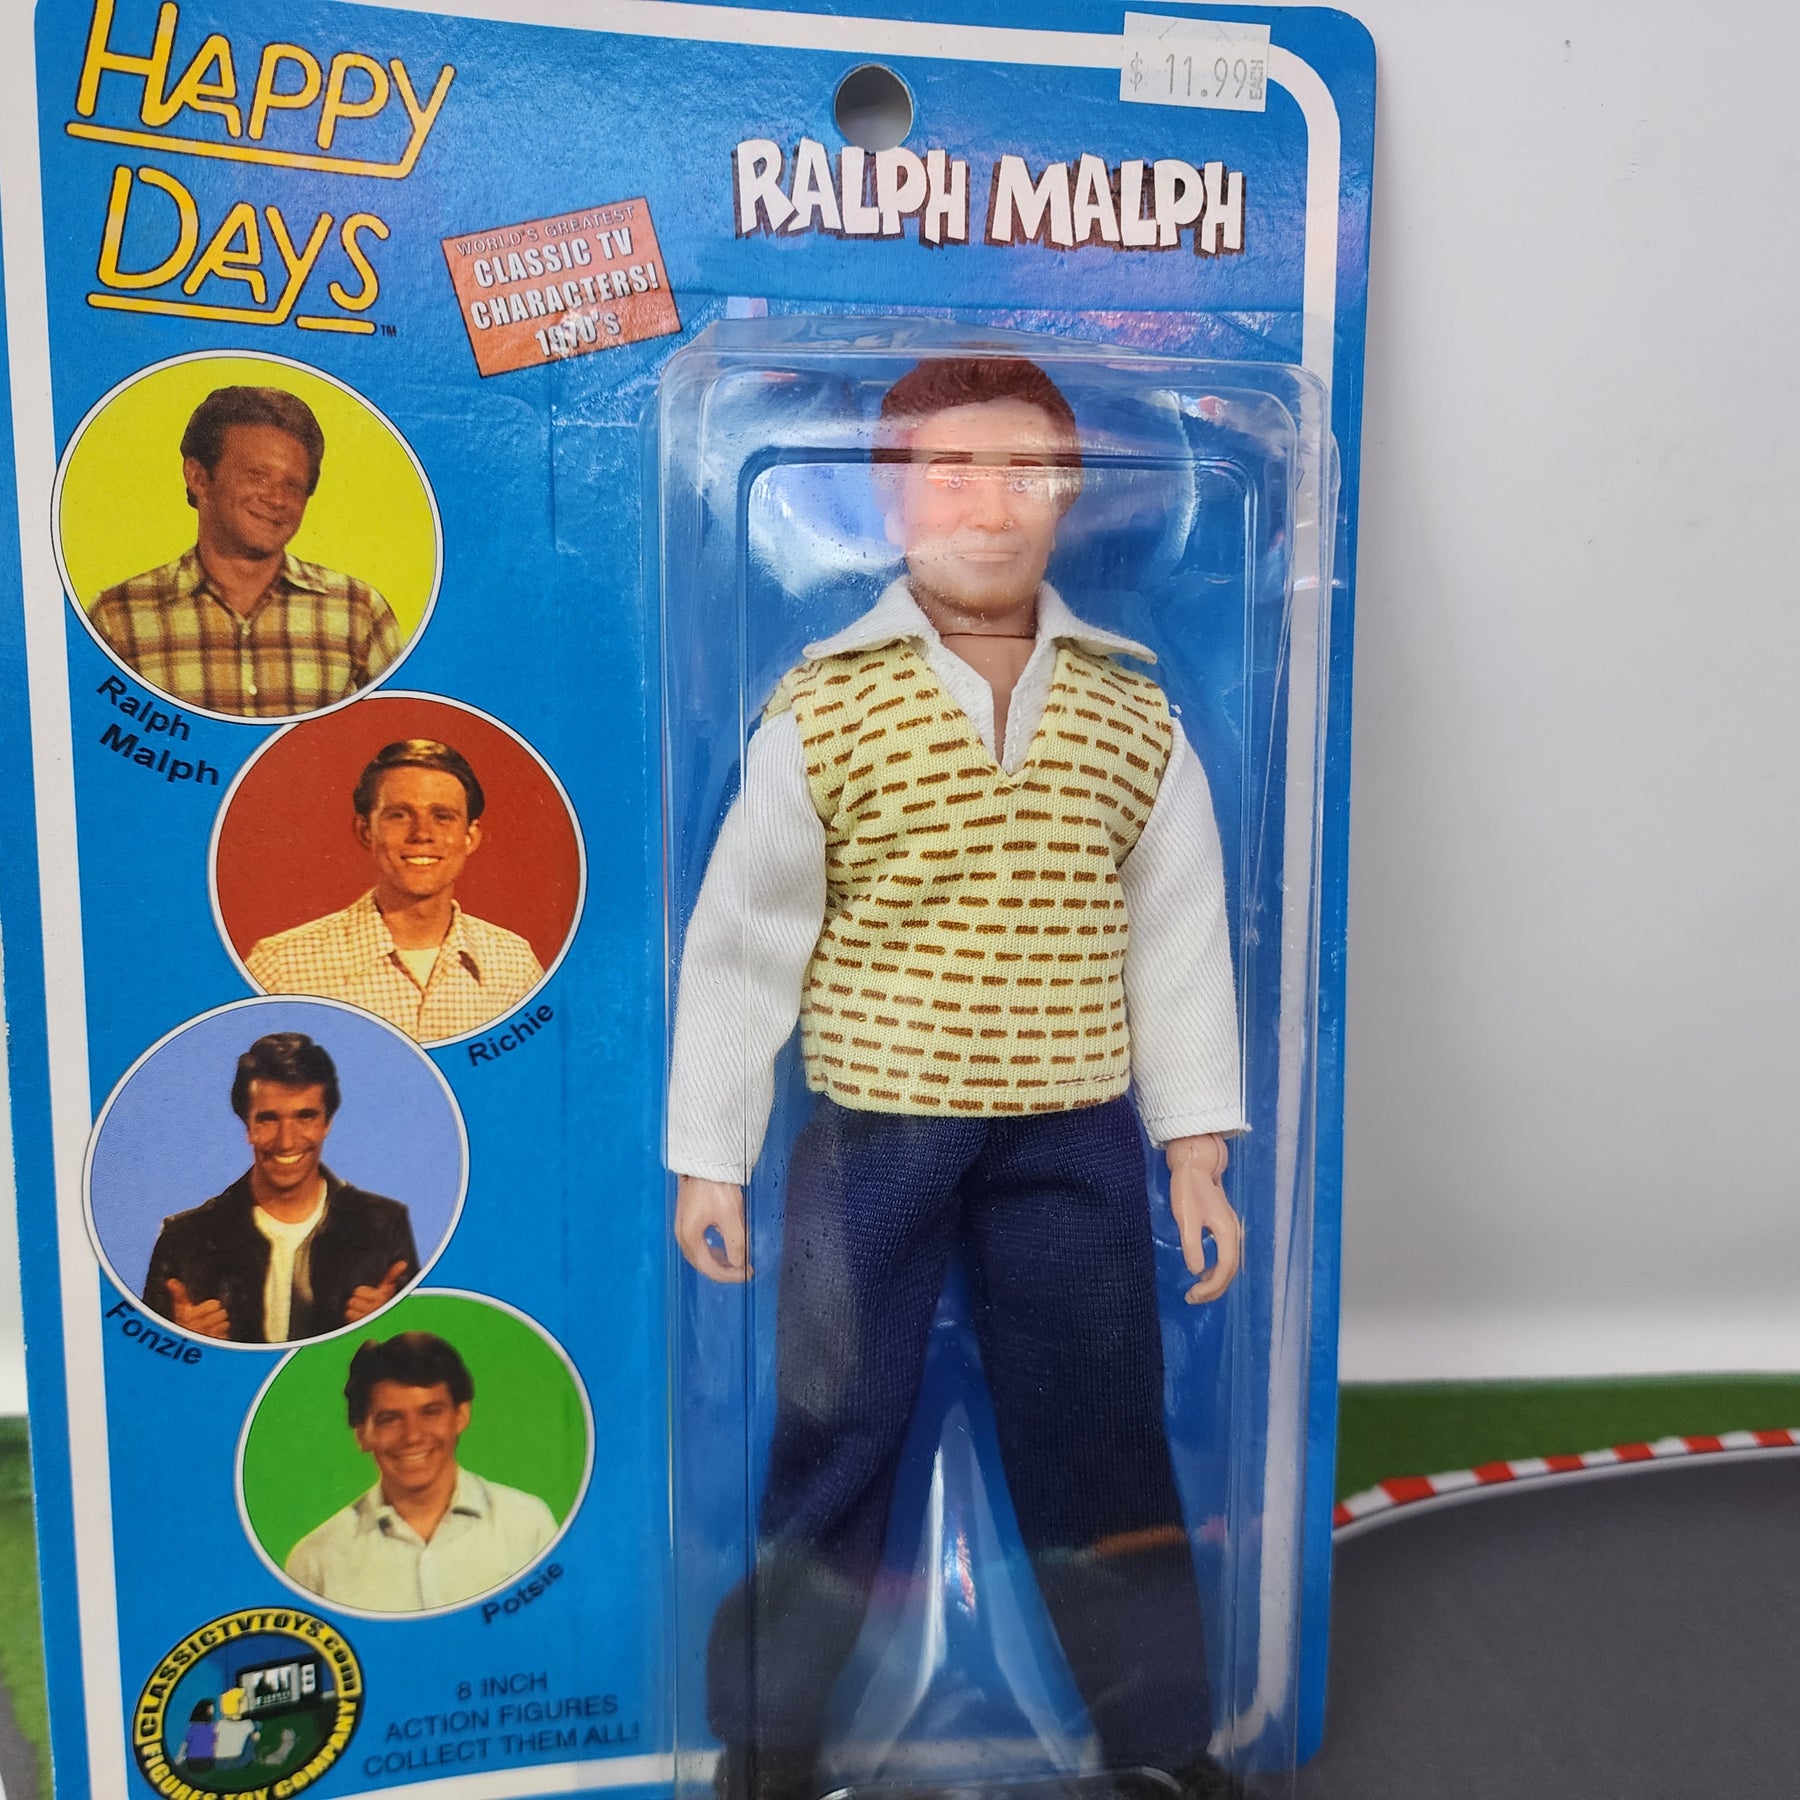 HAPPY
DAYS
TM
$ 11.99 EACH
RALPH MALPH
WORLD'S GREATEST
CLASSIC TV
CHARACTERS!
1970'S
Ralph
Malph
Richie
Fonzie
Potsie
CLASSICTVTOYS.COM
FIGURES TOY COMPANY
8 INCH
ACTION FIGURES
COLLECT THEM ALL!